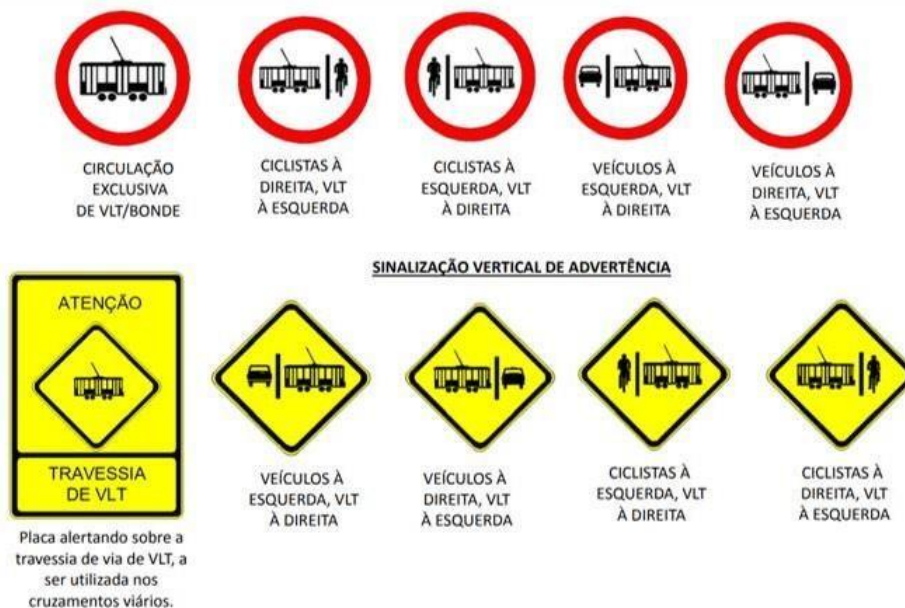 CIRCULAÇÃO
EXCLUSIVA
DE VLT/BONDE
CICLISTAS À
DIREITA, VLT
À ESQUERDA
CICLISTAS À
ESQUERDA, VLT
À DIREITA
VEÍCULOS À
ESQUERDA, VLT
À DIREITA
VEÍCULOS À
DIREITA, VLT
À ESQUERDA
SINALIZAÇÃO VERTICAL DE ADVERTÊNCIA
ATENÇÃO
TRAVESSIA
DE VLT
Placa alertando sobre a
travessia de via de VLT, a
ser utilizada nos
cruzamentos viários.
VEÍCULOS À
ESQUERDA, VLT
À DIREITA
VEÍCULOS À
DIREITA, VLT
À ESQUERDA
CICLISTAS À
ESQUERDA, VLT
À DIREITA
CICLISTAS À
DIREITA, VLT
À ESQUERDA